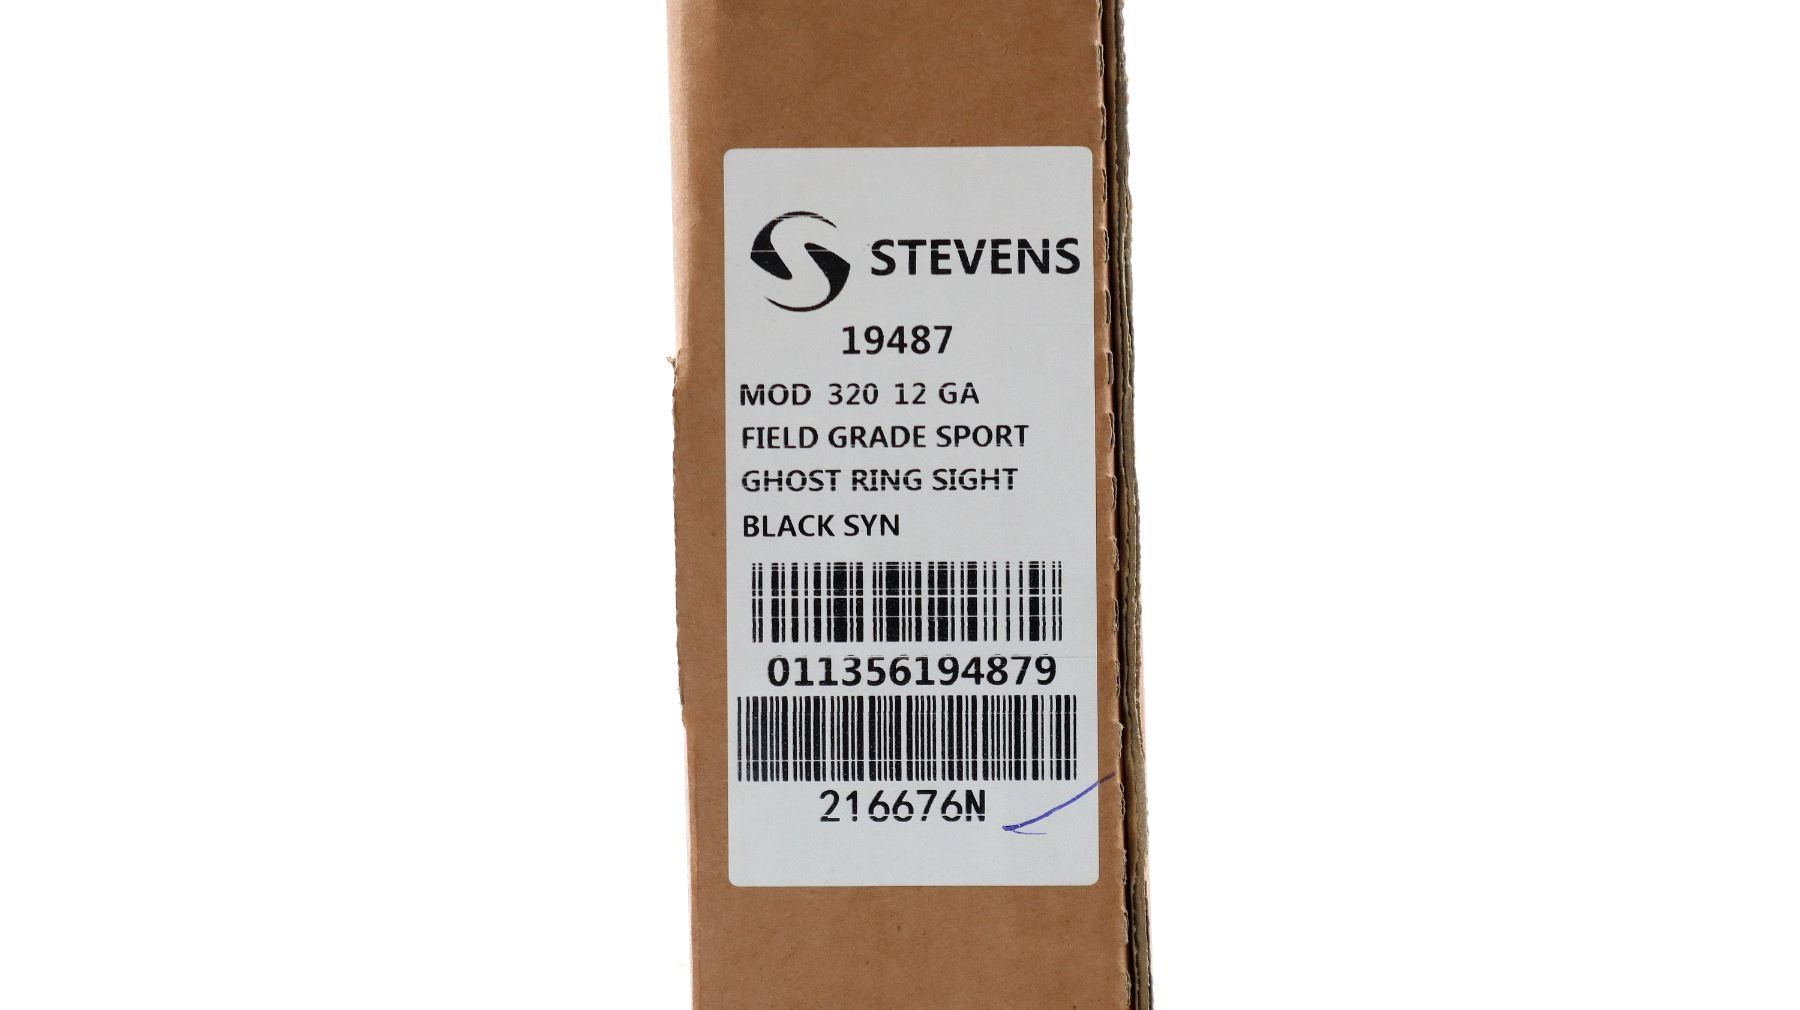 STEVENS
19487
MOD 320 12 GA
FIELD GRADE SPORT
GHOST RING SIGHT
BLACK SYN
011356194879
216676N